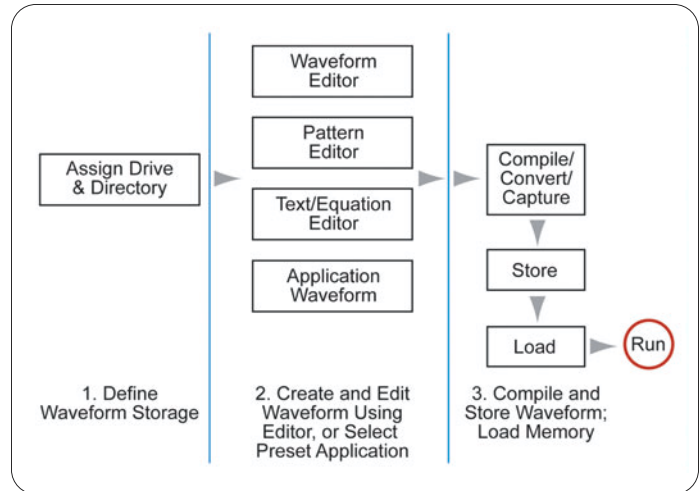 Assign Drive
& Directory
1. Define
Waveform Storage
Waveform
Editor
Pattern
Editor
Text/Equation
Editor
Application
Waveform
2. Create and Edit
Waveform Using
Editor, or Select
Preset Application
Compile/
Convert/
Capture
Store
Load
Run
3. Compile and
Store Waveform;
Load Memory